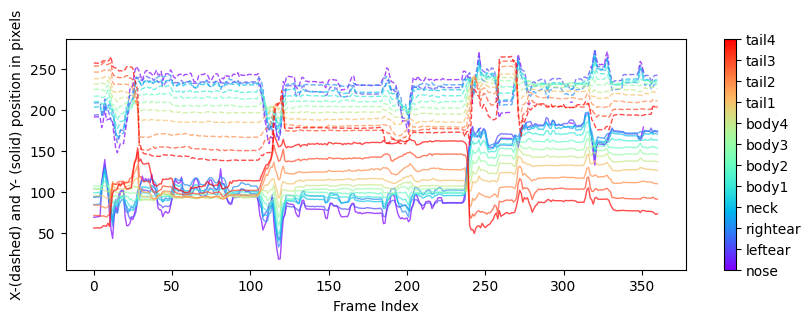 X-(dashed) and Y- (solid) position in pixels
250
200
150
100
50
0
50
100
150
200
250
300
350
Frame Index
tail4
tail3
tail2
tail1
body4
body3
body2
body1
neck
rightear
leftear
nose